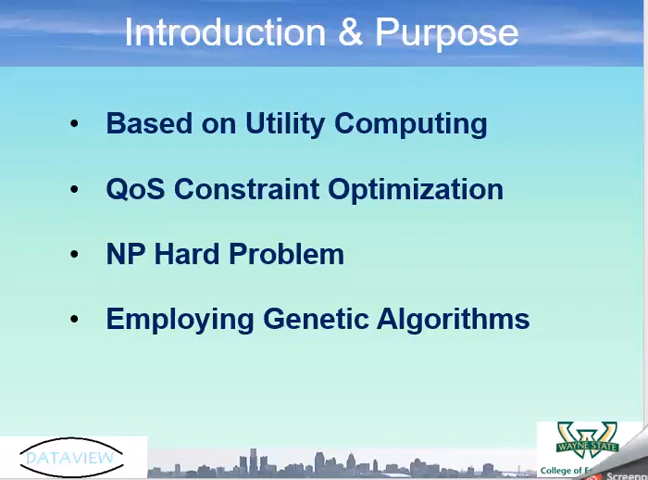 Introduction & Purpose
• Based on Utility Computing
• QoS Constraint Optimization
• NP Hard Problem
• Employing Genetic Algorithms
DATAVIEW
WAYNE STATE
College of